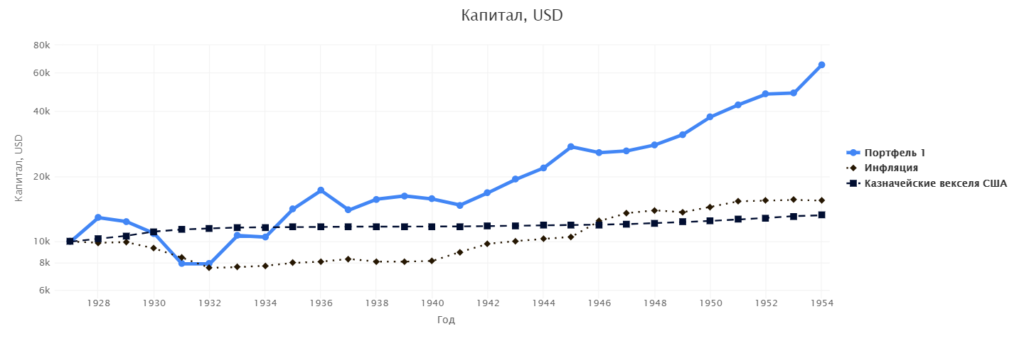 Капитал, USD
80k
60k
40k
20k
10k
8k
6k
Капитал, USD
1928 1930 1932 1934 1936 1938 1940 1942 1944 1946 1948 1950 1952 1954
Год
Портфель 1
Инфляция
Казначейские векселя США